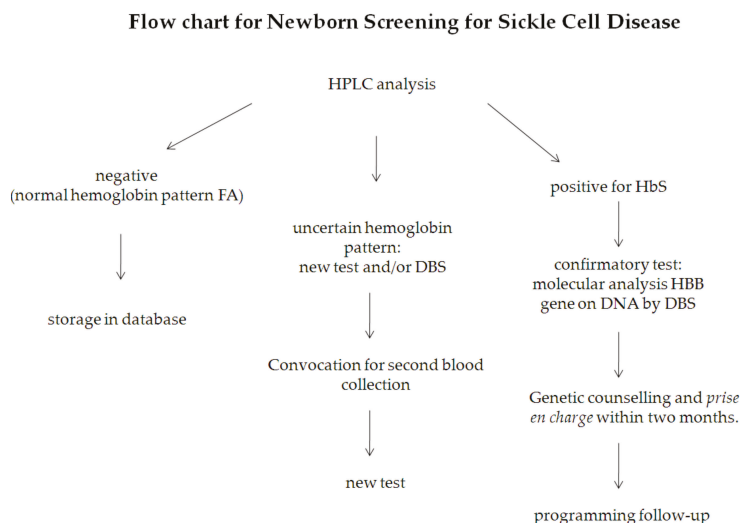 Flow chart for Newborn Screening for Sickle Cell Disease
HPLC analysis
negative
(normal hemoglobin pattern FA)
storage in database
uncertain hemoglobin
pattern:
new test and/or DBS
Convocation for second blood
collection
new test
positive for HbS
confirmatory test:
molecular analysis HBB
gene on DNA by DBS
Genetic counselling and prise
en charge within two months.
programming follow-up